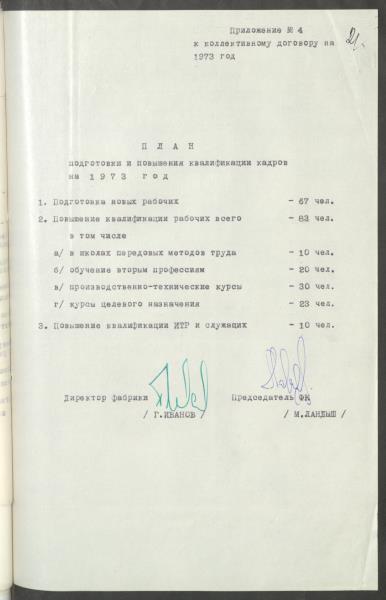 Приложение № 4
к коллективному договору на
1973 год
21
П Л А Н
подготовки и повышения квалификации кадров
на 1 9 7 3 г о д
1. Подготовка новых рабочих - 67 чел.
2. Повышение квалификации рабочих всего - 83 чел.
в том числе
а/ в школах передовых методов труда - 10 чел.
б/ обучение вторым профессиям - 20 чел.
в/ производственно-технические курсы - 30 чел.
г/ курсы целевого назначения - 23 чел.
3. Повышение квалификации ИТР и служащих - 10 чел.
Директор фабрики Председатель ФК
/ Г.ИВАНОВ / / М.ЛАНДЫШ /